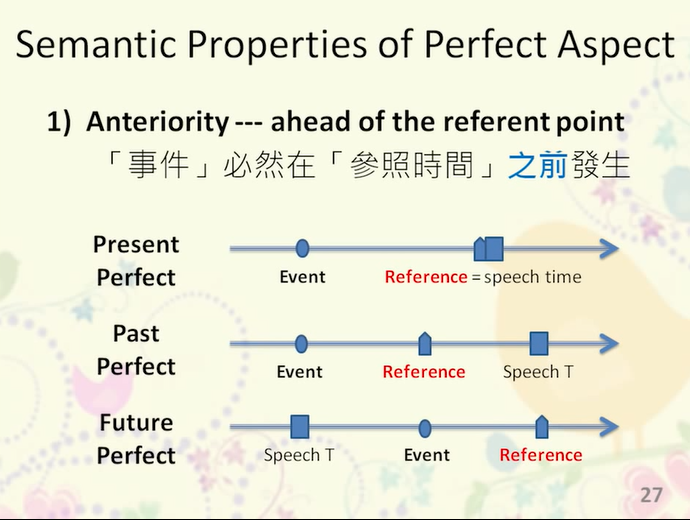 Semantic Properties of Perfect Aspect
1) Anteriority --- ahead of the referent point
「事件」必然在「參照時間」之前發生
Present
Perfect
Event
Reference = speech time
Past
Perfect
Event
Reference
Speech T
Future
Perfect
Speech T
Event
Reference
27